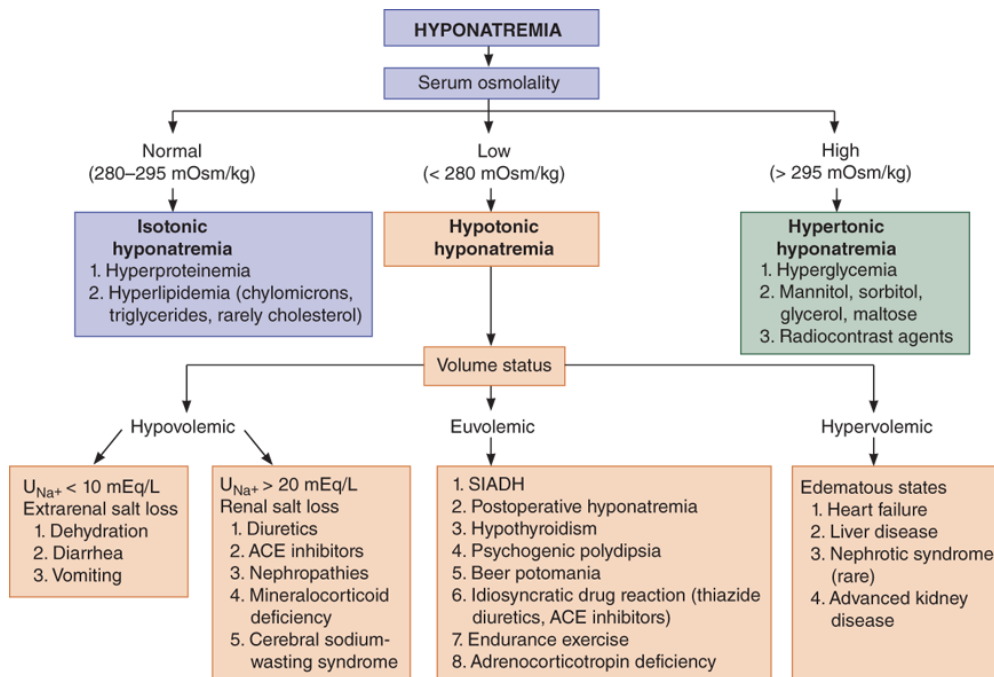 HYPONATREMIA
Serum osmolality
Normal
(280–295 mOsm/kg)
Low
(< 280 mOsm/kg)
High
(> 295 mOsm/kg)
Isotonic
hyponatremia
1. Hyperproteinemia
2. Hyperlipidemia (chylomicrons,
triglycerides, rarely cholesterol)
Hypotonic
hyponatremia
Hypertonic
hyponatremia
1. Hyperglycemia
2. Mannitol, sorbitol,
glycerol, maltose
3. Radiocontrast agents
Volume status
Hypovolemic
Euvolemic
Hypervolemic
UNa+ < 10 mEq/L
Extrarenal salt loss
1. Dehydration
2. Diarrhea
3. Vomiting
UNa+ > 20 mEq/L
Renal salt loss
1. Diuretics
2. ACE inhibitors
3. Nephropathies
4. Mineralocorticoid
deficiency
5. Cerebral sodium-
wasting syndrome
1. SIADH
2. Postoperative hyponatremia
3. Hypothyroidism
4. Psychogenic polydipsia
5. Beer potomania
6. Idiosyncratic drug reaction (thiazide
diuretics, ACE inhibitors)
7. Endurance exercise
8. Adrenocorticotropin deficiency
Edematous states
1. Heart failure
2. Liver disease
3. Nephrotic syndrome
(rare)
4. Advanced kidney
disease